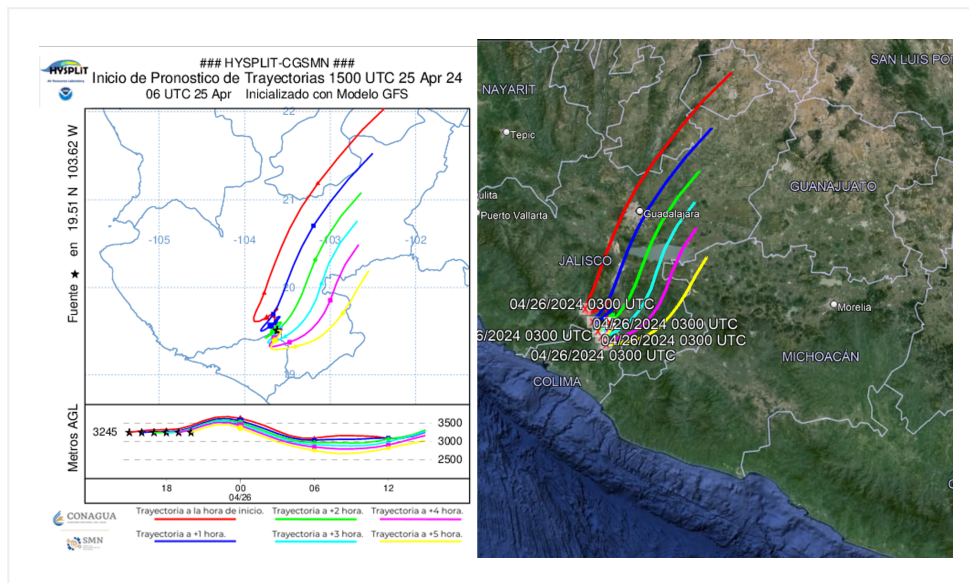 HYSPLIT
### HYSPLIT-CGSMN ###
Inicio de Pronostico de Trayectorias 1500 UTC 25 Apr 24
06 UTC 25 Apr Inicializado con Modelo GFS
Fuente ★ en 19.51 N 103.62 W
22
21
-105
-104
-103
-102
20
19
Metros AGL
3245
3500
3000
2500
18
00
06
12
04/26
CONAGUA
SMN
Trayectoria a la hora de inicio.
Trayectoria a +2 hora.
Trayectoria a +4 hora.
Trayectoria a +1 hora.
Trayectoria a +3 hora.
Trayectoria a +5 hora.
SAN LUIS PO
NAYARIT
Tepic
GUANAJUATO
ulita
Puerto Vallarta
Guadalajara
JALISCO
04/26/2024 0300 UTC
Morelia
04/26/2024 0300 UTC
6/2024 0300 UTC
04/26/2024 0300 UTC
04/26/2024 0300 UTC
MICHOACÁN
COLIMA